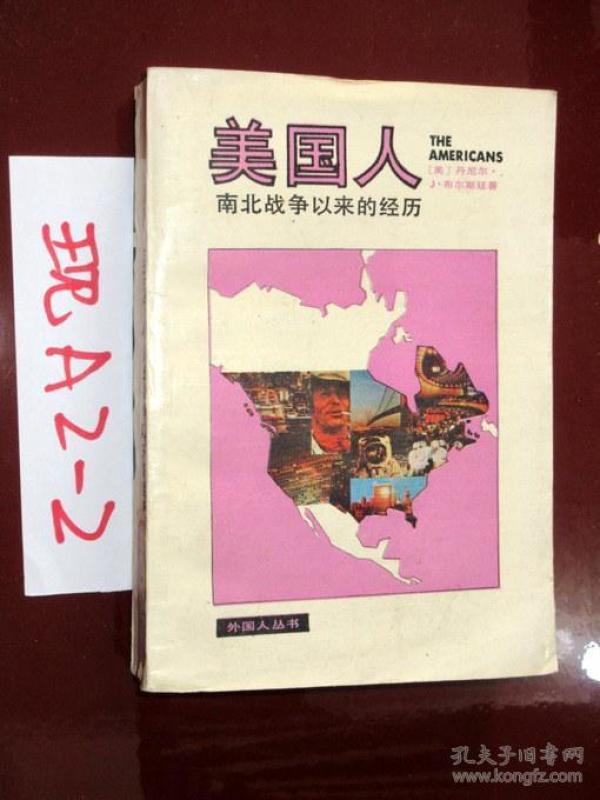 现A2-2
美国人
THE
AMERICANS
[美]丹尼尔·
J·布尔斯廷著
南北战争以来的经历
外国人丛书
孔夫子旧书网
www.kongfz.com